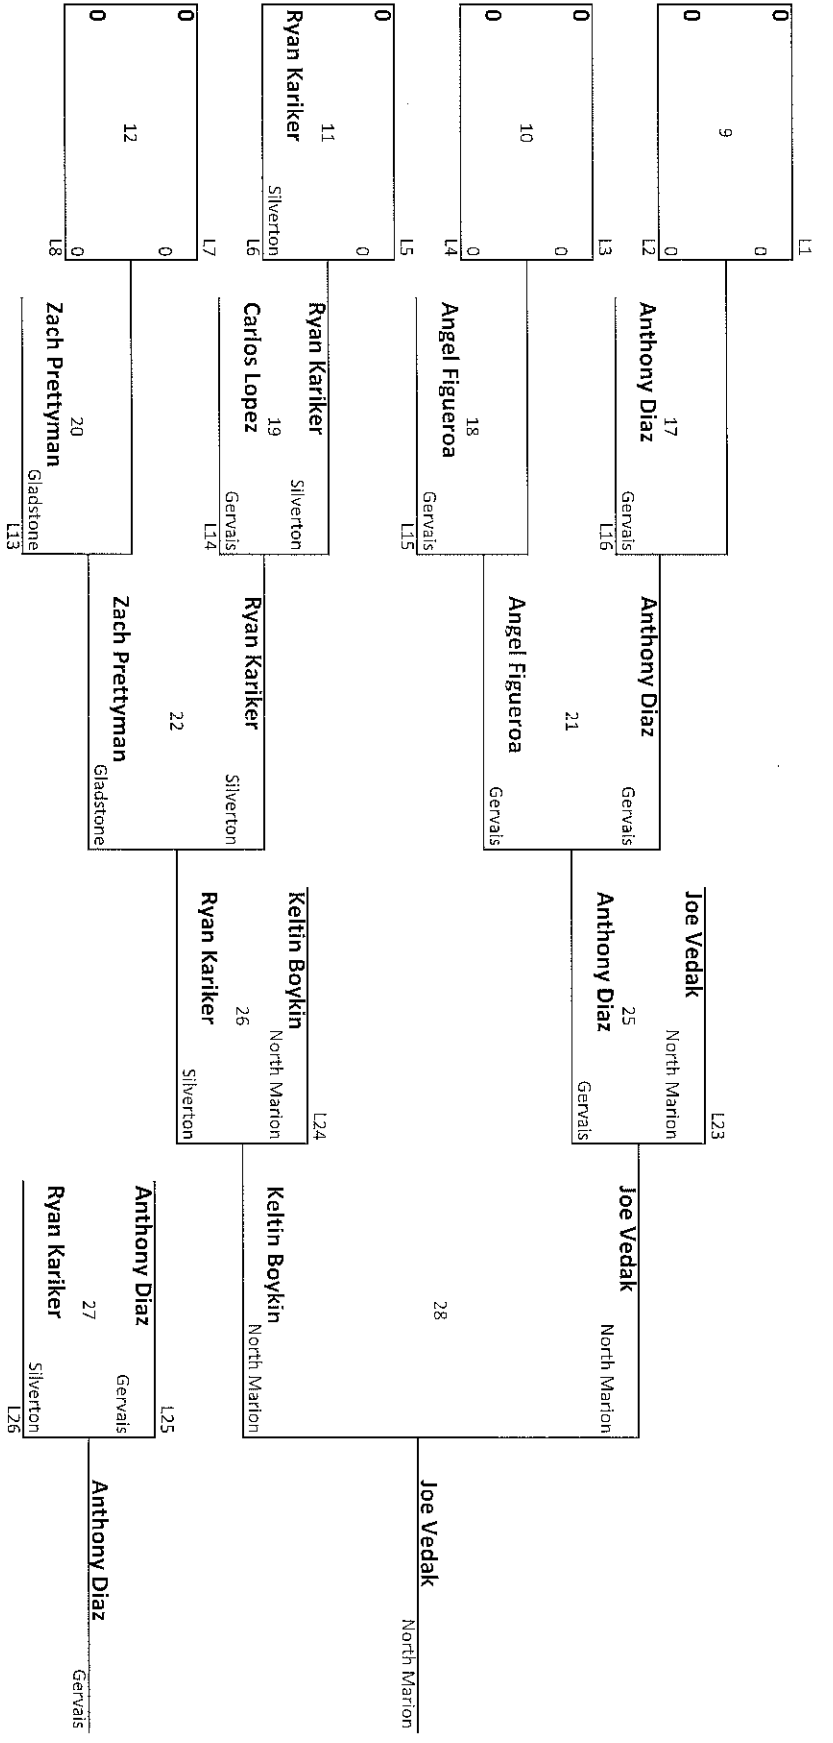 L1
0
0
9
0
0
L2
L3
0
0
10
0
0
L4
L5
0
0
11
Ryan Kariker
Silverton
L6
L7
0
0
12
0
0
L8
17
Anthony Diaz
Gervais
L16
18
Angel Figueroa
Gervais
L15
Ryan Kariker
Silverton
19
Carlos Lopez
Gervais
L14
20
Zach Prettyman
Gladstone
L13
Anthony Diaz
Gervais
21
Angel Figueroa
Gervais
Ryan Kariker
Silverton
22
Zach Prettyman
Gladstone
L23
Joe Vedak
North Marion
25
Anthony Diaz
Gervais
L24
Keltin Boykin
North Marion
26
Ryan Kariker
Silverton
Joe Vedak
North Marion
28
Keltin Boykin
North Marion
L25
Anthony Diaz
Gervais
27
Ryan Kariker
Silverton
L26
Joe Vedak
North Marion
Anthony Diaz
Gervais